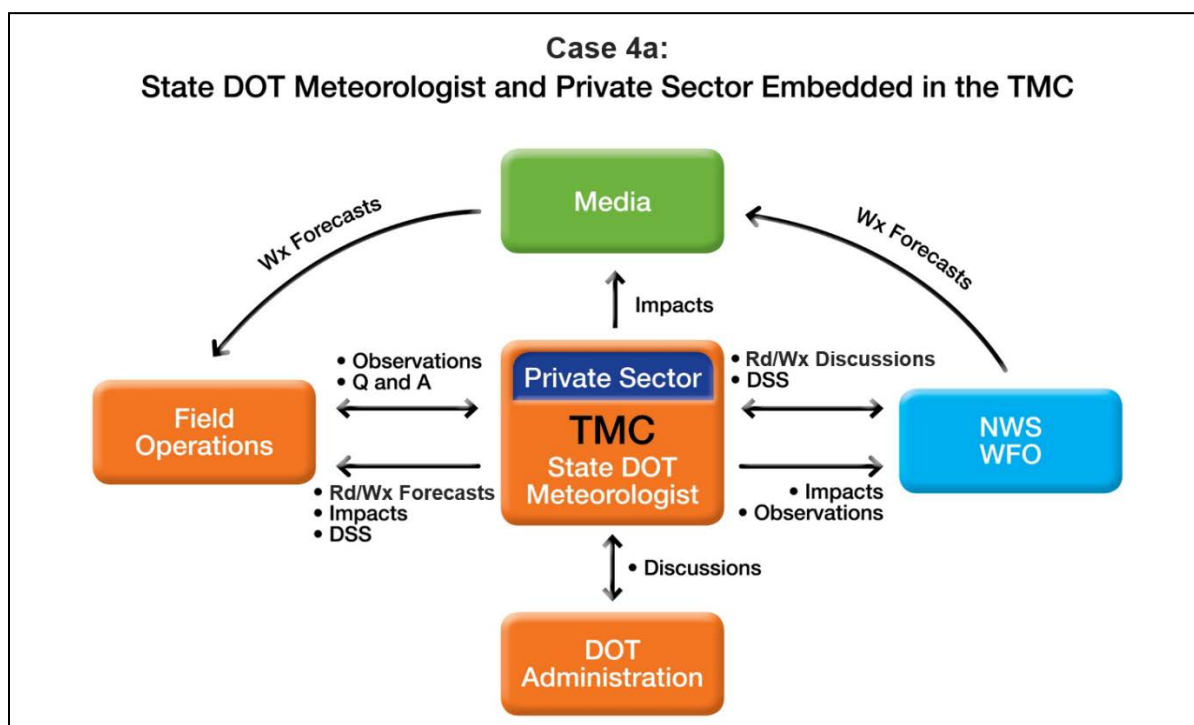 Case 4a:
State DOT Meteorologist and Private Sector Embedded in the TMC
Media
Wx Forecasts
Wx Forecasts
Impacts
• Observations
• Q and A
Private Sector
• Rd/Wx Discussions
• DSS
Field
Operations
TMC
State DOT
Meteorologist
NWS
WFO
• Rd/Wx Forecasts
• Impacts
• DSS
• Impacts
• Observations
• Discussions
DOT
Administration